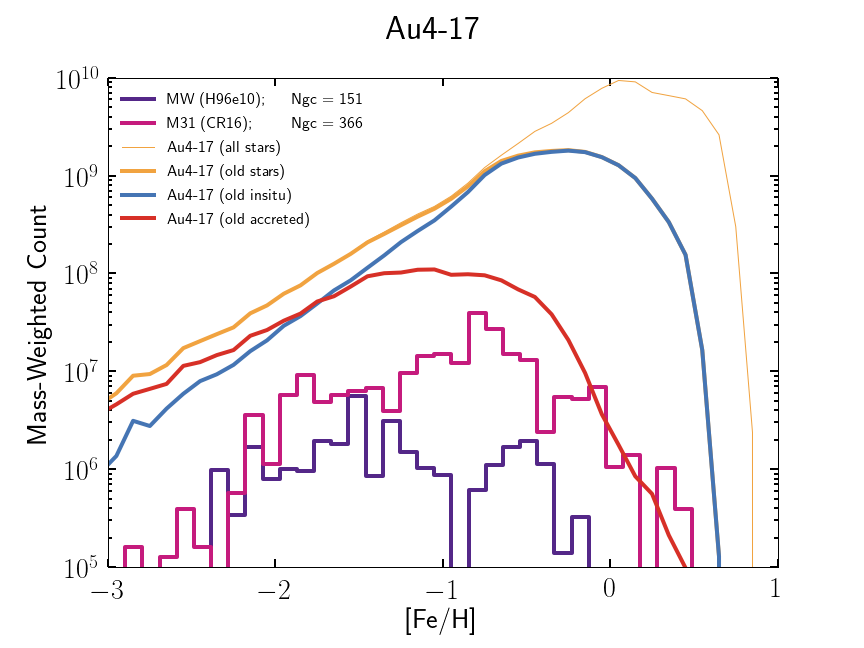 Au4-17
Mass-Weighted Count
10^10
10^9
10^8
10^7
10^6
10^5
MW (H96e10); Ngc = 151
M31 (CR16); Ngc = 366
Au4-17 (all stars)
Au4-17 (old stars)
Au4-17 (old insitu)
Au4-17 (old accreted)
−3 −2 −1 0 1
[Fe/H]